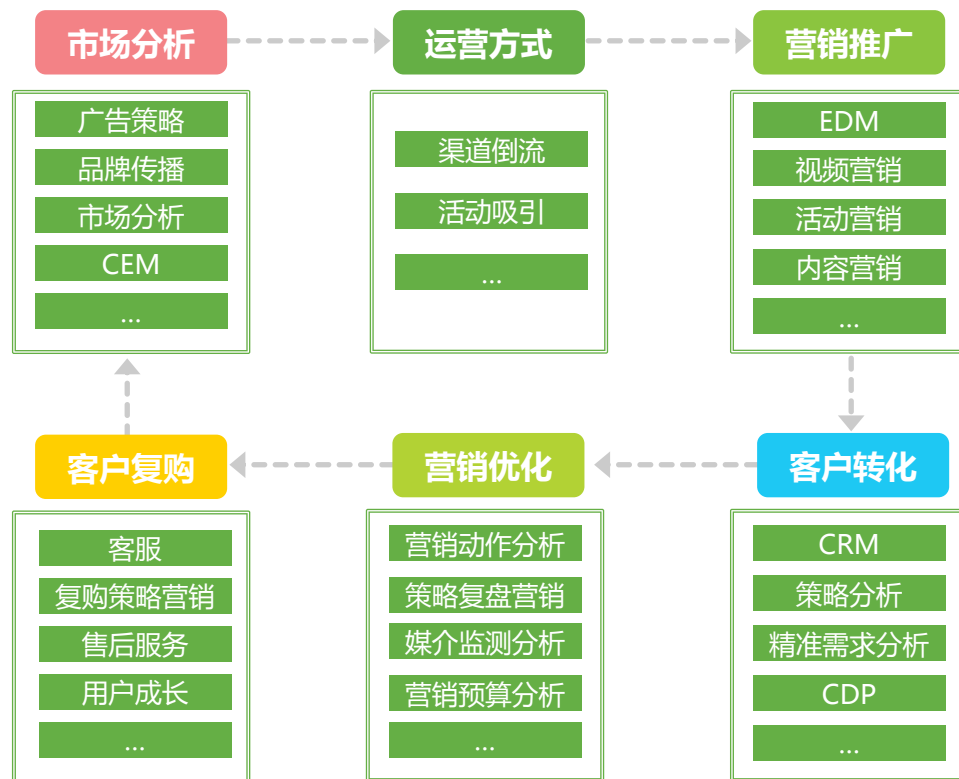 市场分析
运营方式
营销推广
广告策略
品牌传播
市场分析
CEM
...
渠道倒流
活动吸引
...
EDM
视频营销
活动营销
内容营销
...
客户复购
营销优化
客户转化
客服
复购策略营销
售后服务
用户成长
...
营销动作分析
策略复盘营销
媒介监测分析
营销预算分析
...
CRM
策略分析
精准需求分析
CDP
...